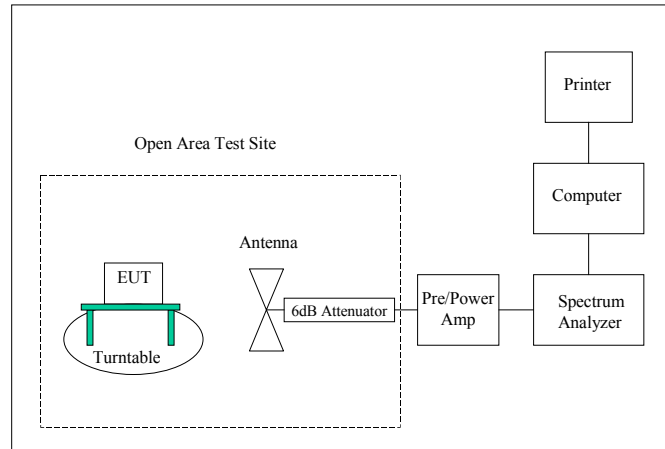 Printer
Open Area Test Site
Computer
Antenna
EUT
6dB Attenuator
Pre/Power
Amp
Spectrum
Analyzer
Turntable